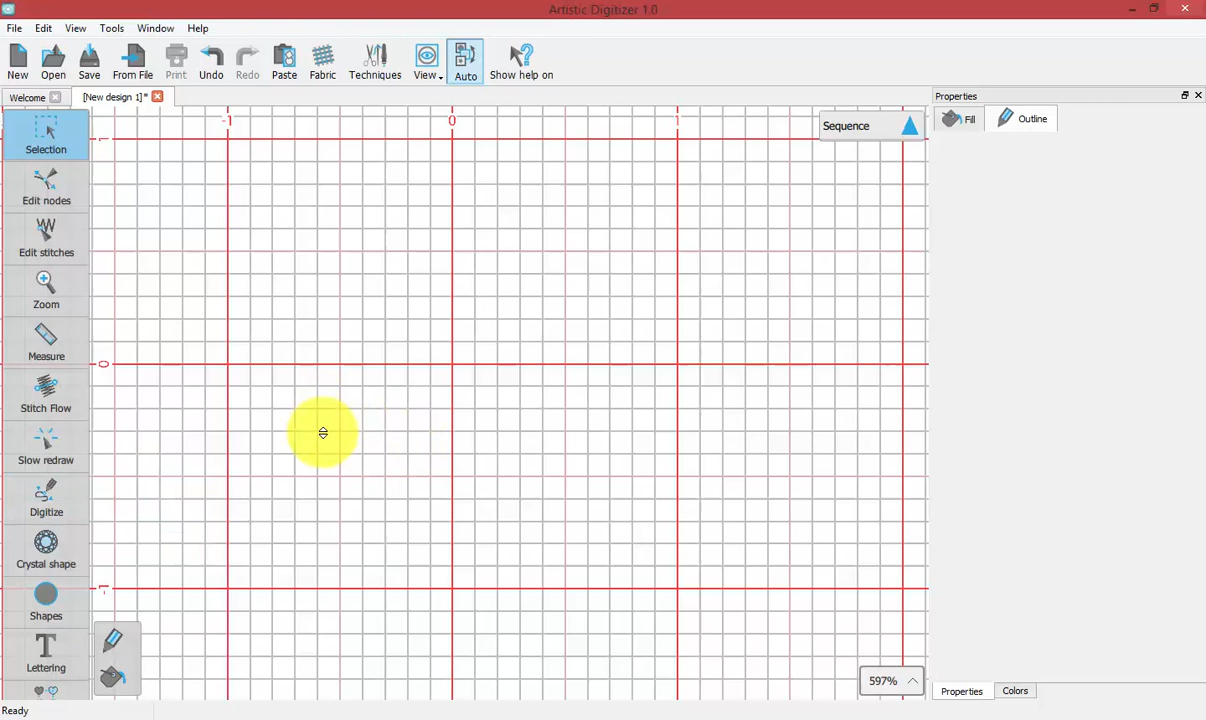 Artistic Digitizer 1.0
File Edit View Tools Window Help
New Open Save From File Print Undo Redo Paste Fabric Techniques View Auto Show help on
Welcome [New design 1]*
Properties
Fill Outline
-1 0 1
Sequence
1
0
-1
Selection
Edit nodes
Edit stitches
Zoom
Measure
Stitch Flow
Slow redraw
Digitize
Crystal shape
Shapes
Lettering
597%
Properties Colors
Ready